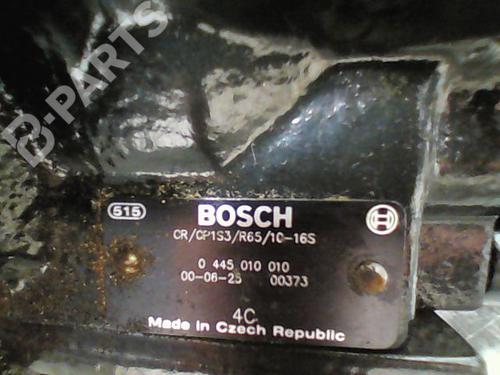 B-PARTS
515 BOSCH
CR/CP1S3/R65/10-16S
0 445 010 010
00-06-25 00373
4C
Made in Czech Republic